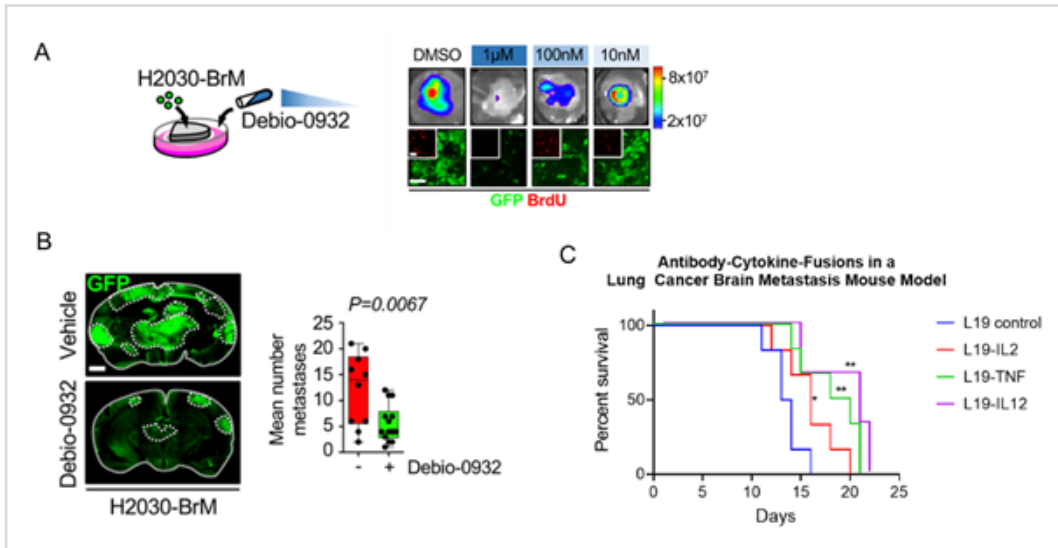 A
H2030-BrM
Debio-0932
DMSO
1µM
100nM
10nM
8x10⁷
2x10⁷
GFP BrdU
B
GFP
Vehicle
Debio-0932
H2030-BrM
P=0.0067
Mean number
metastases
25
20
15
10
5
0
- + Debio-0932
C
Antibody-Cytokine-Fusions in a
Lung Cancer Brain Metastasis Mouse Model
Percent survival
100
50
0
0 5 10 15 20 25
Days
*
**
**
L19 control
L19-IL2
L19-TNF
L19-IL12